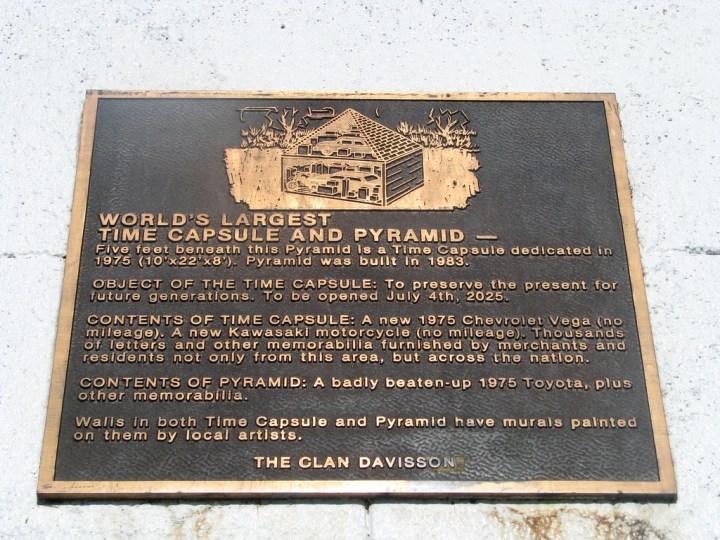 WORLD'S LARGEST
TIME CAPSULE AND PYRAMID —
Five feet beneath this Pyramid is a Time Capsule dedicated in
1975 (10'x22'x8'). Pyramid was built in 1983.
OBJECT OF THE TIME CAPSULE: To preserve the present for
future generations. To be opened July 4th, 2025.
CONTENTS OF TIME CAPSULE: A new 1975 Chevrolet Vega (no
mileage). A new Kawasaki motorcycle (no mileage). Thousands
of letters and other memorabilia furnished by merchants and
residents not only from this area, but across the nation.
CONTENTS OF PYRAMID: A badly beaten-up 1975 Toyota, plus
other memorabilia.
Walls in both Time Capsule and Pyramid have murals painted
on them by local artists.
THE CLAN DAVISSON